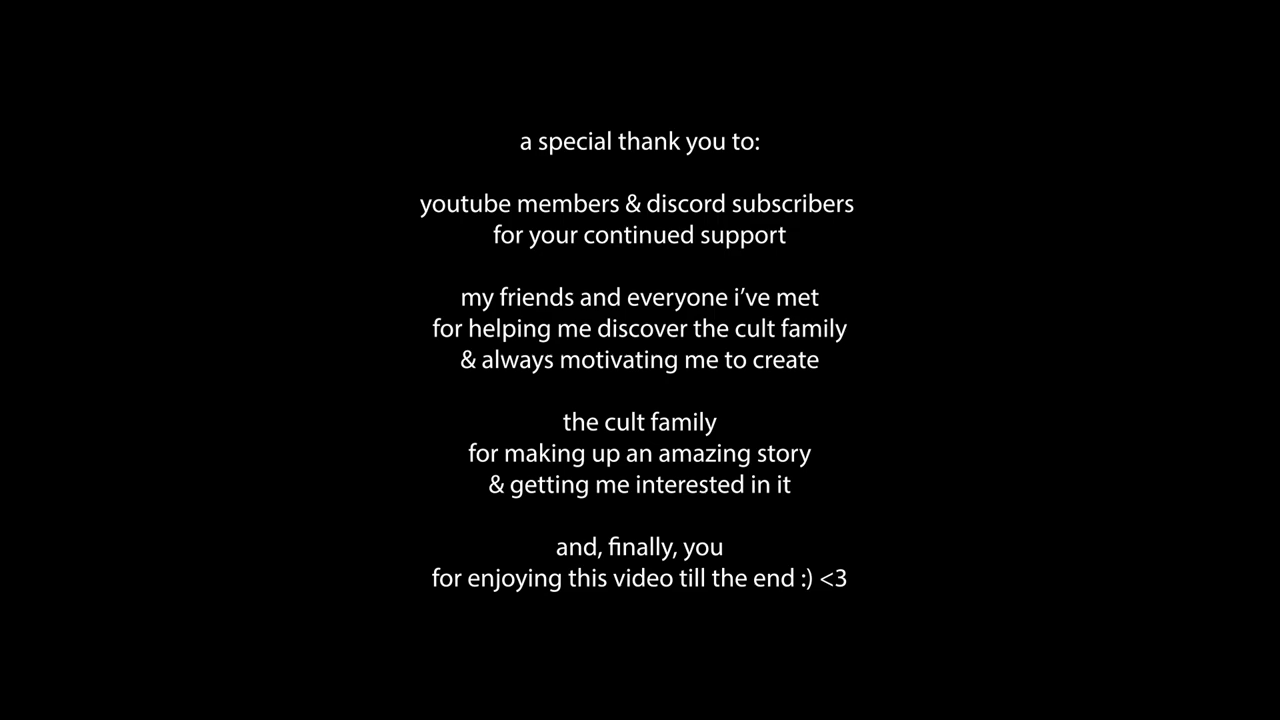 a special thank you to:
youtube members & discord subscribers
for your continued support
my friends and everyone i’ve met
for helping me discover the cult family
& always motivating me to create
the cult family
for making up an amazing story
& getting me interested in it
and, finally, you
for enjoying this video till the end :) <3